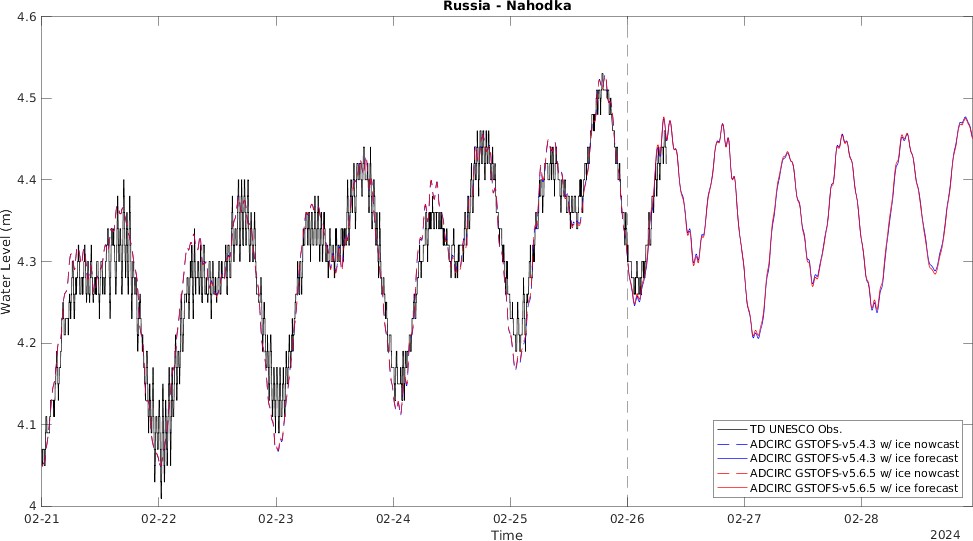 Russia - Nahodka
4.6
4.5
4.4
4.3
4.2
4.1
4
Water Level (m)
TD UNESCO Obs.
ADCIRC GSTOFS-v5.4.3 w/ ice nowcast
ADCIRC GSTOFS-v5.4.3 w/ ice forecast
ADCIRC GSTOFS-v5.6.5 w/ ice nowcast
ADCIRC GSTOFS-v5.6.5 w/ ice forecast
02-21 02-22 02-23 02-24 02-25 02-26 02-27 02-28
Time
2024